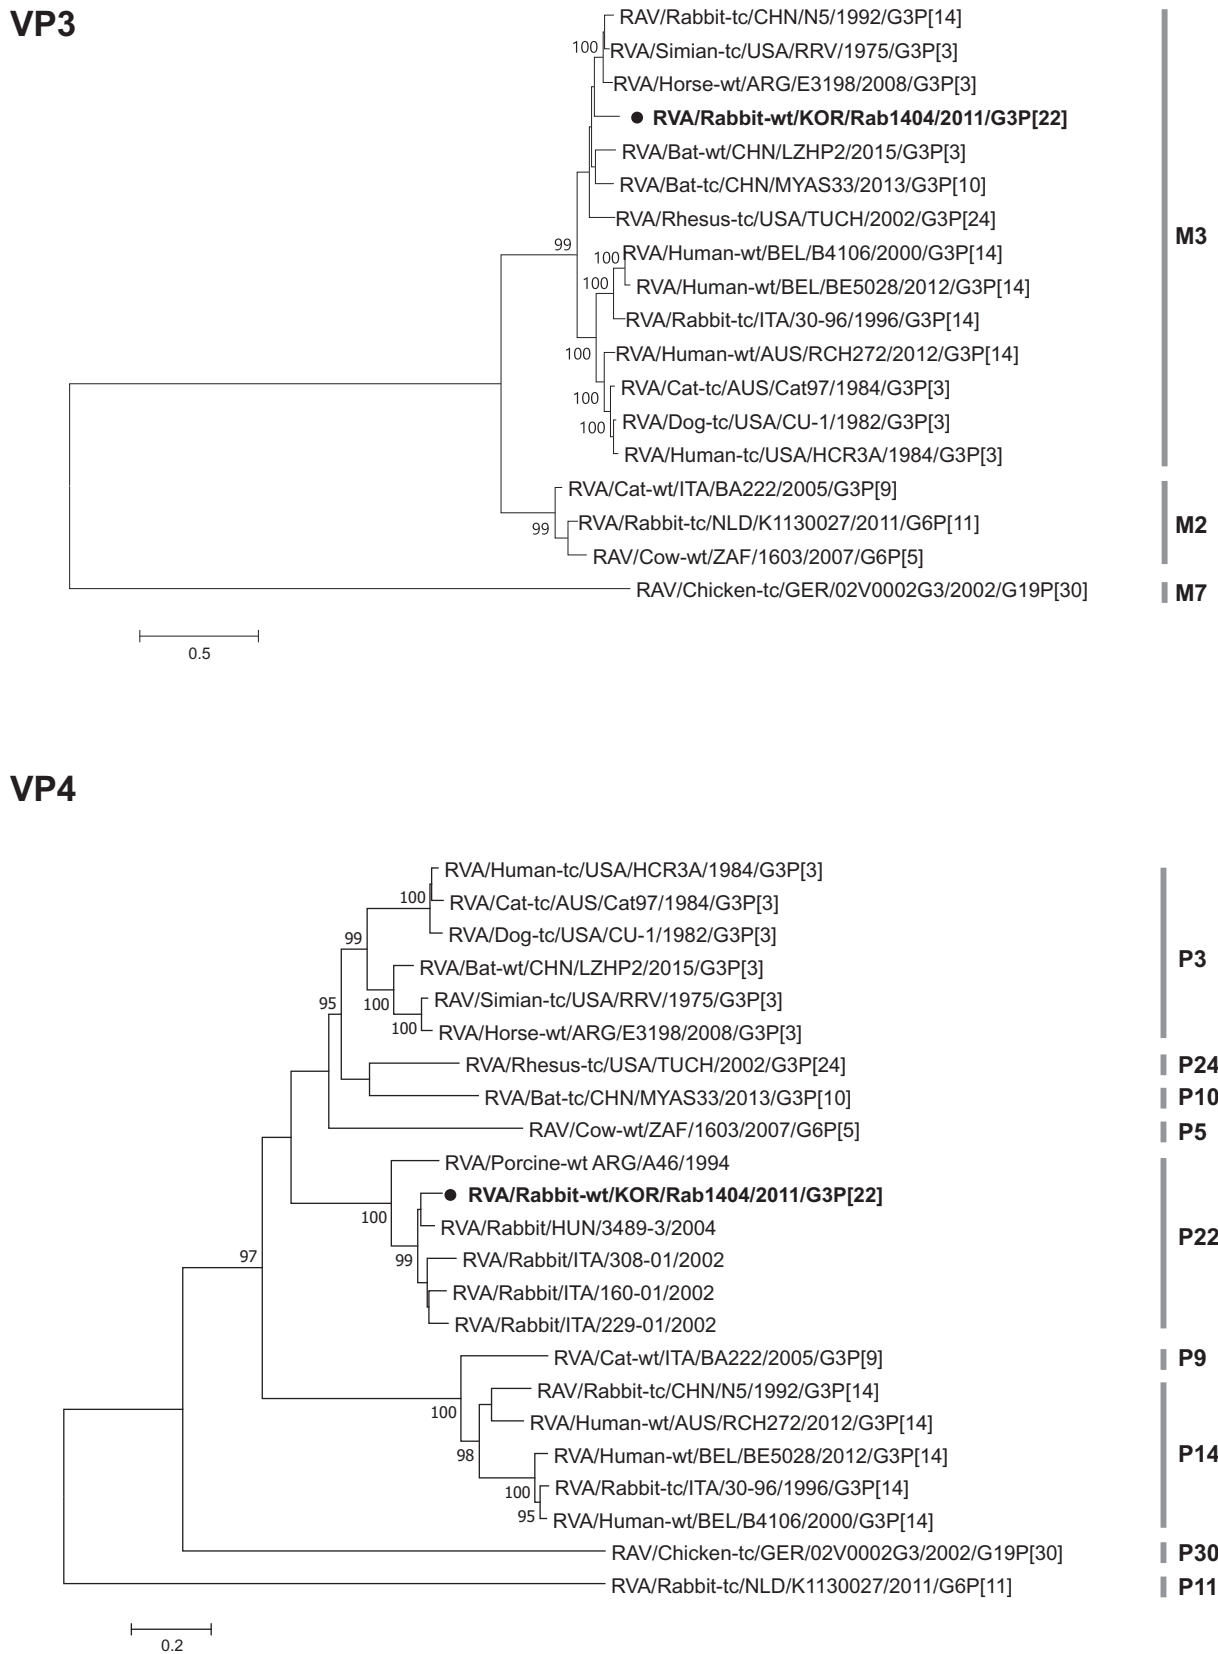 VP3
RAV/Rabbit-tc/CHN/N5/1992/G3P[14]
100
RVA/Simian-tc/USA/RRV/1975/G3P[3]
RVA/Horse-wt/ARG/E3198/2008/G3P[3]
RVA/Rabbit-wt/KOR/Rab1404/2011/G3P[22]
RVA/Bat-wt/CHN/LZHP2/2015/G3P[3]
RVA/Bat-tc/CHN/MYAS33/2013/G3P[10]
RVA/Rhesus-tc/USA/TUCH/2002/G3P[24]
M3
99
100
RVA/Human-wt/BEL/B4106/2000/G3P[14]
100
RVA/Human-wt/BEL/BE5028/2012/G3P[14]
RVA/Rabbit-tc/ITA/30-96/1996/G3P[14]
100
RVA/Human-wt/AUS/RCH272/2012/G3P[14]
RVA/Cat-tc/AUS/Cat97/1984/G3P[3]
100
RVA/Dog-tc/USA/CU-1/1982/G3P[3]
100
RVA/Human-tc/USA/HCR3A/1984/G3P[3]
RVA/Cat-wt/ITA/BA222/2005/G3P[9]
99
RVA/Rabbit-tc/NLD/K1130027/2011/G6P[11]
M2
RAV/Cow-wt/ZAF/1603/2007/G6P[5]
RAV/Chicken-tc/GER/02V0002G3/2002/G19P[30]
M7
0.5
VP4
RVA/Human-tc/USA/HCR3A/1984/G3P[3]
100
RVA/Cat-tc/AUS/Cat97/1984/G3P[3]
RVA/Dog-tc/USA/CU-1/1982/G3P[3]
99
P3
RVA/Bat-wt/CHN/LZHP2/2015/G3P[3]
95
100
RAV/Simian-tc/USA/RRV/1975/G3P[3]
100
RVA/Horse-wt/ARG/E3198/2008/G3P[3]
RVA/Rhesus-tc/USA/TUCH/2002/G3P[24]
P24
RVA/Bat-tc/CHN/MYAS33/2013/G3P[10]
P10
RAV/Cow-wt/ZAF/1603/2007/G6P[5]
P5
RVA/Porcine-wt ARG/A46/1994
RVA/Rabbit-wt/KOR/Rab1404/2011/G3P[22]
100
RVA/Rabbit/HUN/3489-3/2004
P22
97
99
RVA/Rabbit/ITA/308-01/2002
RVA/Rabbit/ITA/160-01/2002
RVA/Rabbit/ITA/229-01/2002
RVA/Cat-wt/ITA/BA222/2005/G3P[9]
P9
RAV/Rabbit-tc/CHN/N5/1992/G3P[14]
100
RVA/Human-wt/AUS/RCH272/2012/G3P[14]
98
RVA/Human-wt/BEL/BE5028/2012/G3P[14]
P14
100
RVA/Rabbit-tc/ITA/30-96/1996/G3P[14]
95
RVA/Human-wt/BEL/B4106/2000/G3P[14]
RAV/Chicken-tc/GER/02V0002G3/2002/G19P[30]
P30
RVA/Rabbit-tc/NLD/K1130027/2011/G6P[11]
P11
0.2